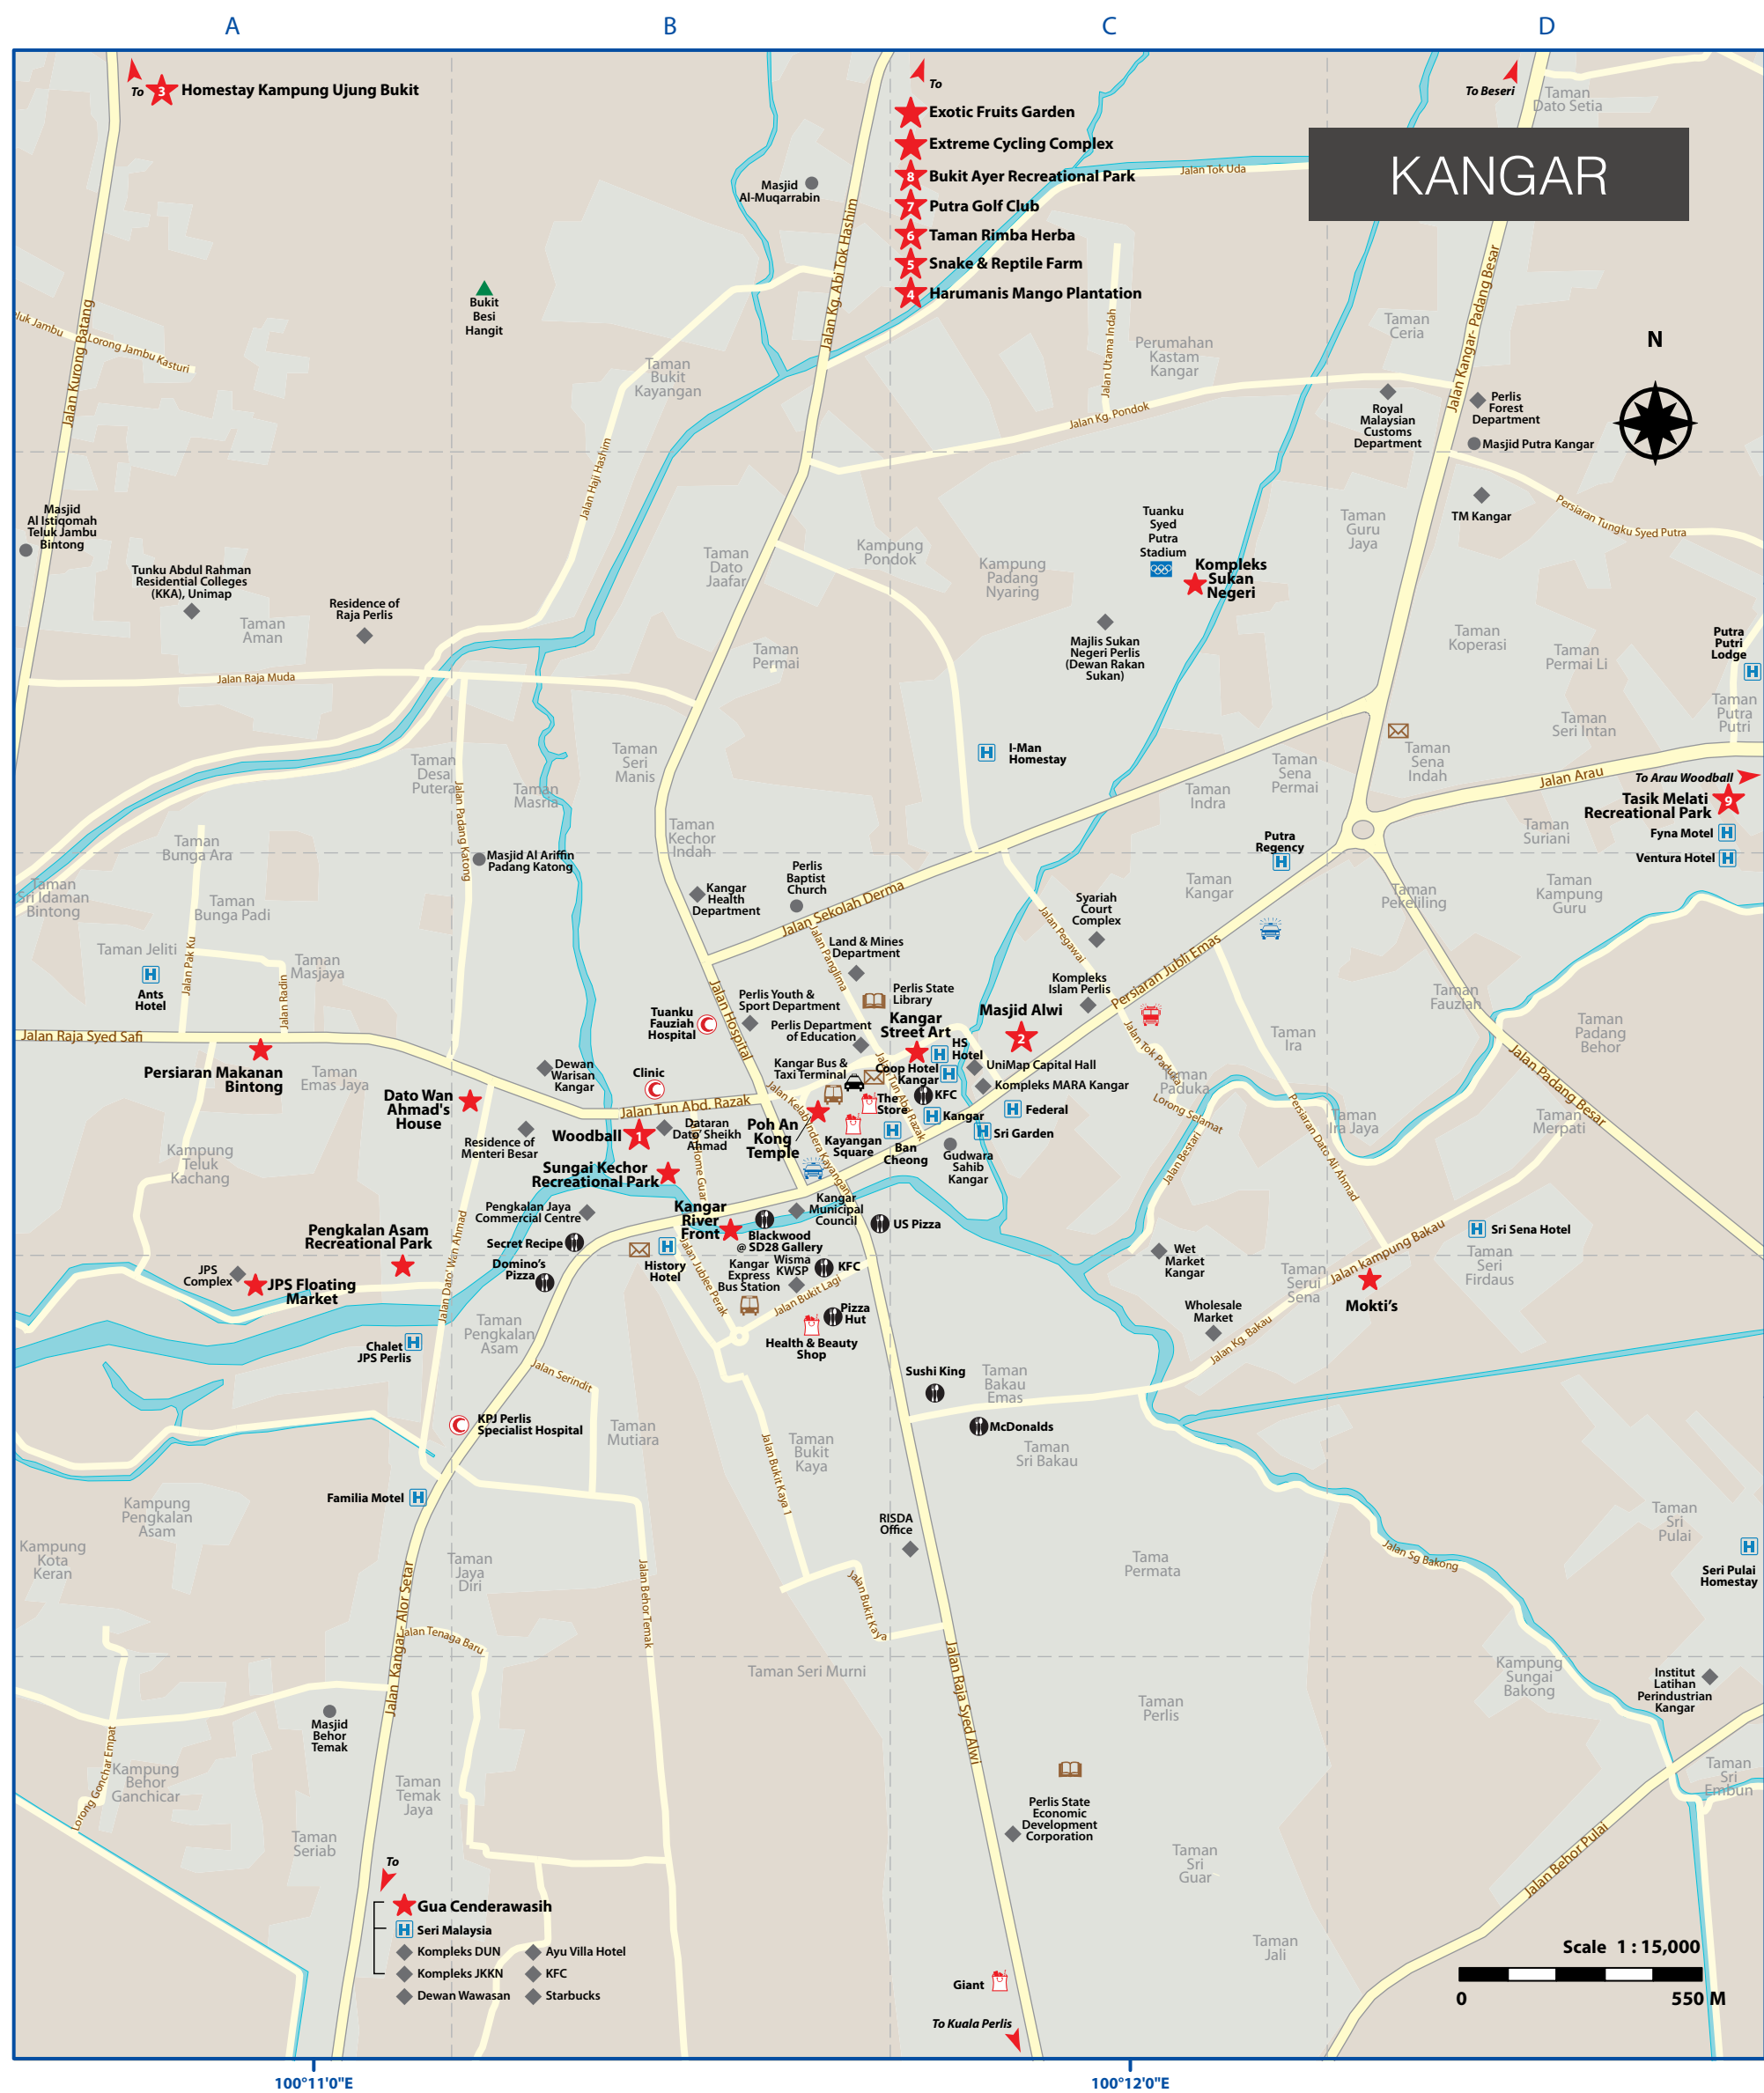 A
B
C
D
KANGAR
To
3
Homestay Kampung Ujung Bukit
To
Exotic Fruits Garden
Extreme Cycling Complex
8
Bukit Ayer Recreational Park
7
Putra Golf Club
6
Taman Rimba Herba
5
Snake & Reptile Farm
4
Harumanis Mango Plantation
To Beseri
Taman
Dato Setia
Jalan Tok Uda
Masjid
Al-Muqarrabin
Jalan Kg. Abi Tok Hashim
Bukit
Besi
Hangit
Jalan Kurong Batang
Lorong Jambu Kasturi
Taman
Bukit
Kayangan
Jalan Utama Indah
Perumahan
Kastam
Kangar
Taman
Ceria
Jalan Kangar- Padang Besar
N
Jalan Kg. Pondok
Royal
Malaysian
Customs
Department
Perlis
Forest
Department
Masjid Putra Kangar
Jalan Haji Hashim
TM Kangar
Persiaran Tungku Syed Putra
Masjid
Al Istiqomah
Teluk Jambu
Bintong
Tunku Abdul Rahman
Residential Colleges
(KKA), Unimap
Taman
Aman
Residence of
Raja Perlis
Taman
Dato
Jaafar
Kampung
Pondok
Kampung
Padang
Nyaring
Tuanku
Syed
Putra
Stadium
Kompleks
Sukan
Negeri
Taman
Guru
Jaya
Majlis Sukan
Negeri Perlis
(Dewan Rakan
Sukan)
Taman
Permai
Taman
Koperasi
Taman
Permai Li
Putra
Putri
Lodge
Taman
Putra
Putri
Taman
Seri Intan
Jalan Raja Muda
Taman
Desa
Putera
Jalan Padang Katong
Taman
Masria
Taman
Seri
Manis
I-Man
Homestay
Taman
Sena
Permai
Taman
Sena
Indah
Taman
Indra
Jalan Arau
To Arau Woodball
9
Tasik Melati
Recreational Park
Fyna Motel
Ventura Hotel
Taman
Suriani
Taman
Bunga Ara
Taman
Kechor
Indah
Putra
Regency
Masjid Al Ariffin
Padang Katong
Taman
Sri Idaman
Bintong
Taman
Bunga Padi
Kangar
Health
Department
Perlis
Baptist
Church
Jalan Sekolah Derma
Taman
Kangar
Taman
Pekeliling
Taman
Kampung
Guru
Syariah
Court
Complex
Jalan Pegawai
Taman Jeliti
Ants
Hotel
Jalan Pak Ku
Taman
Masjaya
Jalan Radin
Jalan Panglima
Land & Mines
Department
Perlis State
Library
Kompleks
Islam Perlis
Persiaran Jubli Emas
Taman
Fauziah
Jalan Hospital
Perlis Youth &
Sport Department
Tuanku
Fauziah
Hospital
Perlis Department
of Education
Kangar
Street Art
HS
Hotel
Masjid Alwi
2
Taman
Ira
Taman
Padang
Behor
Jalan Raja Syed Safi
Persiaran Makanan
Bintong
Taman
Emas Jaya
Dewan
Warisan
Kangar
Clinic
Kangar Bus &
Taxi Terminal
Coop Hotel
Kangar
UniMap Capital Hall
Kompleks MARA Kangar
Jalan Tok Paduka
Taman
Paduka
Lorong Selamat
Dato Wan
Ahmad's
House
Jalan Tun Abd. Razak
Jalan Tun Abd Razak
The
Store
KFC
Kangar
Federal
Sri Garden
Taman
Ira Jaya
Taman
Merpati
Jalan Padang Besar
Residence of
Menteri Besar
Woodball
1
Dataran
Dato' Sheikh
Ahmad
Poh An
Kong
Temple
Kayangan
Square
Ban
Cheong
Gudwara
Sahib
Kangar
Jalan Bestari
Persiaran Dato Ali Ahmad
Kampung
Teluk
Kachang
Sungai Kechor
Recreational Park
Pengkalan Jaya
Commercial Centre
Kangar
River
Front
Kangar
Municipal
Council
US Pizza
Jalan Dato' Wan Ahmad
Pengkalan Asam
Recreational Park
Secret Recipe
Blackwood
@ SD28 Gallery
Wet
Market
Kangar
Jalan kampung Bakau
Sri Sena Hotel
Taman
Seri
Firdaus
JPS
Complex
JPS Floating
Market
Domino's
Pizza
History
Hotel
Kangar
Express
Bus Station
Wisma
KWSP
KFC
Jalan Jublee Perak
Jalan Bukit Lagi
Pizza
Hut
Health & Beauty
Shop
Taman
Serui
Sena
Mokti's
Wholesale
Market
Jalan Kg. Bakau
Chalet
JPS Perlis
Taman
Pengkalan
Asam
Jalan Serindit
Sushi King
Taman
Bakau
Emas
McDonalds
Taman
Sri Bakau
KPJ Perlis
Specialist Hospital
Taman
Mutiara
Taman
Bukit
Kaya
Jalan Bukit Kaya 1
Familia Motel
Kampung
Pengkalan
Asam
Kampung
Kota
Keran
Taman
Jaya
Diri
RISDA
Office
Jalan Bukit Kaya
Tama
Permata
Jalan Sg Bakong
Taman
Sri
Pulai
Seri Pulai
Homestay
Jalan Kangar - Alor Setar
Jalan Tenaga Baru
Jalan Behor Temak
Taman Seri Murni
Jalan Raja Syed Alwi
Taman
Perlis
Kampung
Sungai
Bakong
Institut
Latihan
Perindustrian
Kangar
Masjid
Behor
Temak
Lorong Gonchar Empat
Kampung
Behor
Ganchicar
Taman
Temak
Jaya
Perlis State
Economic
Development
Corporation
Taman
Sri
Embun
Taman
Seriab
Taman
Sri
Guar
Jalan Behor Pulai
To
Gua Cenderawasih
Seri Malaysia
Kompleks DUN
Ayu Villa Hotel
Kompleks JKKN
KFC
Dewan Wawasan
Starbucks
Taman
Jali
Giant
To Kuala Perlis
Scale 1 : 15,000
0
550 M
100°11'0"E
100°12'0"E